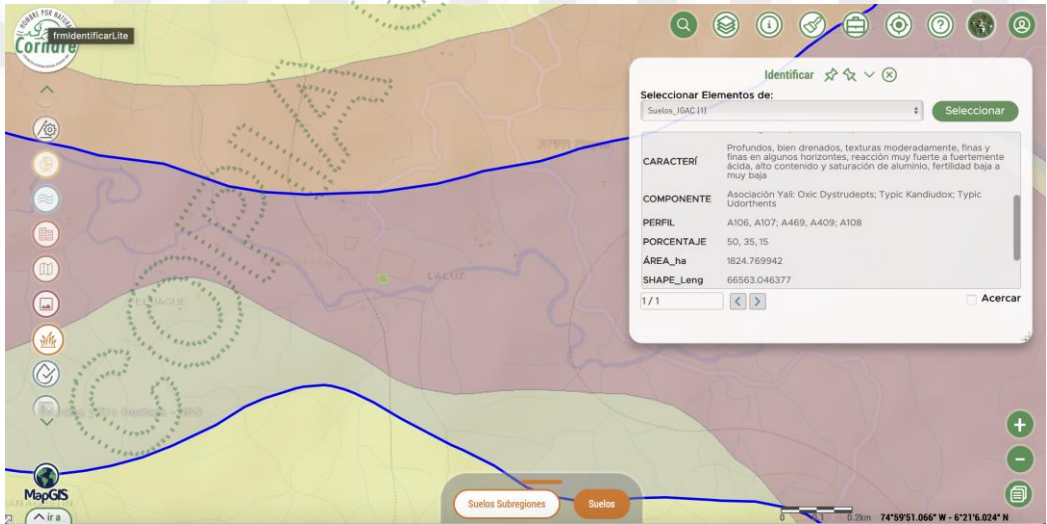 EL HOMBRE POR NATURALEZA
Cornare
frmIdentificarLite
CORNARE
LA LUZ
MapGIS
ir a
Suelos Subregiones
Suelos
0.2km
74°59'51.066" W - 6°21'6.024" N
Identificar
Seleccionar Elementos de:
Suelos_IGAC (1)
Seleccionar
CARACTERÍ
Profundos, bien drenados, texturas moderadamente, finas y
finas en algunos horizontes, reacción muy fuerte a fuertemente
ácida, alto contenido y saturación de aluminio, fertilidad baja a
muy baja
COMPONENTE
Asociación Yalí: Oxic Dystrudepts; Typic Kandiudox; Typic
Udorthents
PERFIL
A106, A107; A469, A409; A108
PORCENTAJE
50, 35, 15
ÁREA_ha
1824.769942
SHAPE_Leng
66563.046377
1 / 1
Acercar